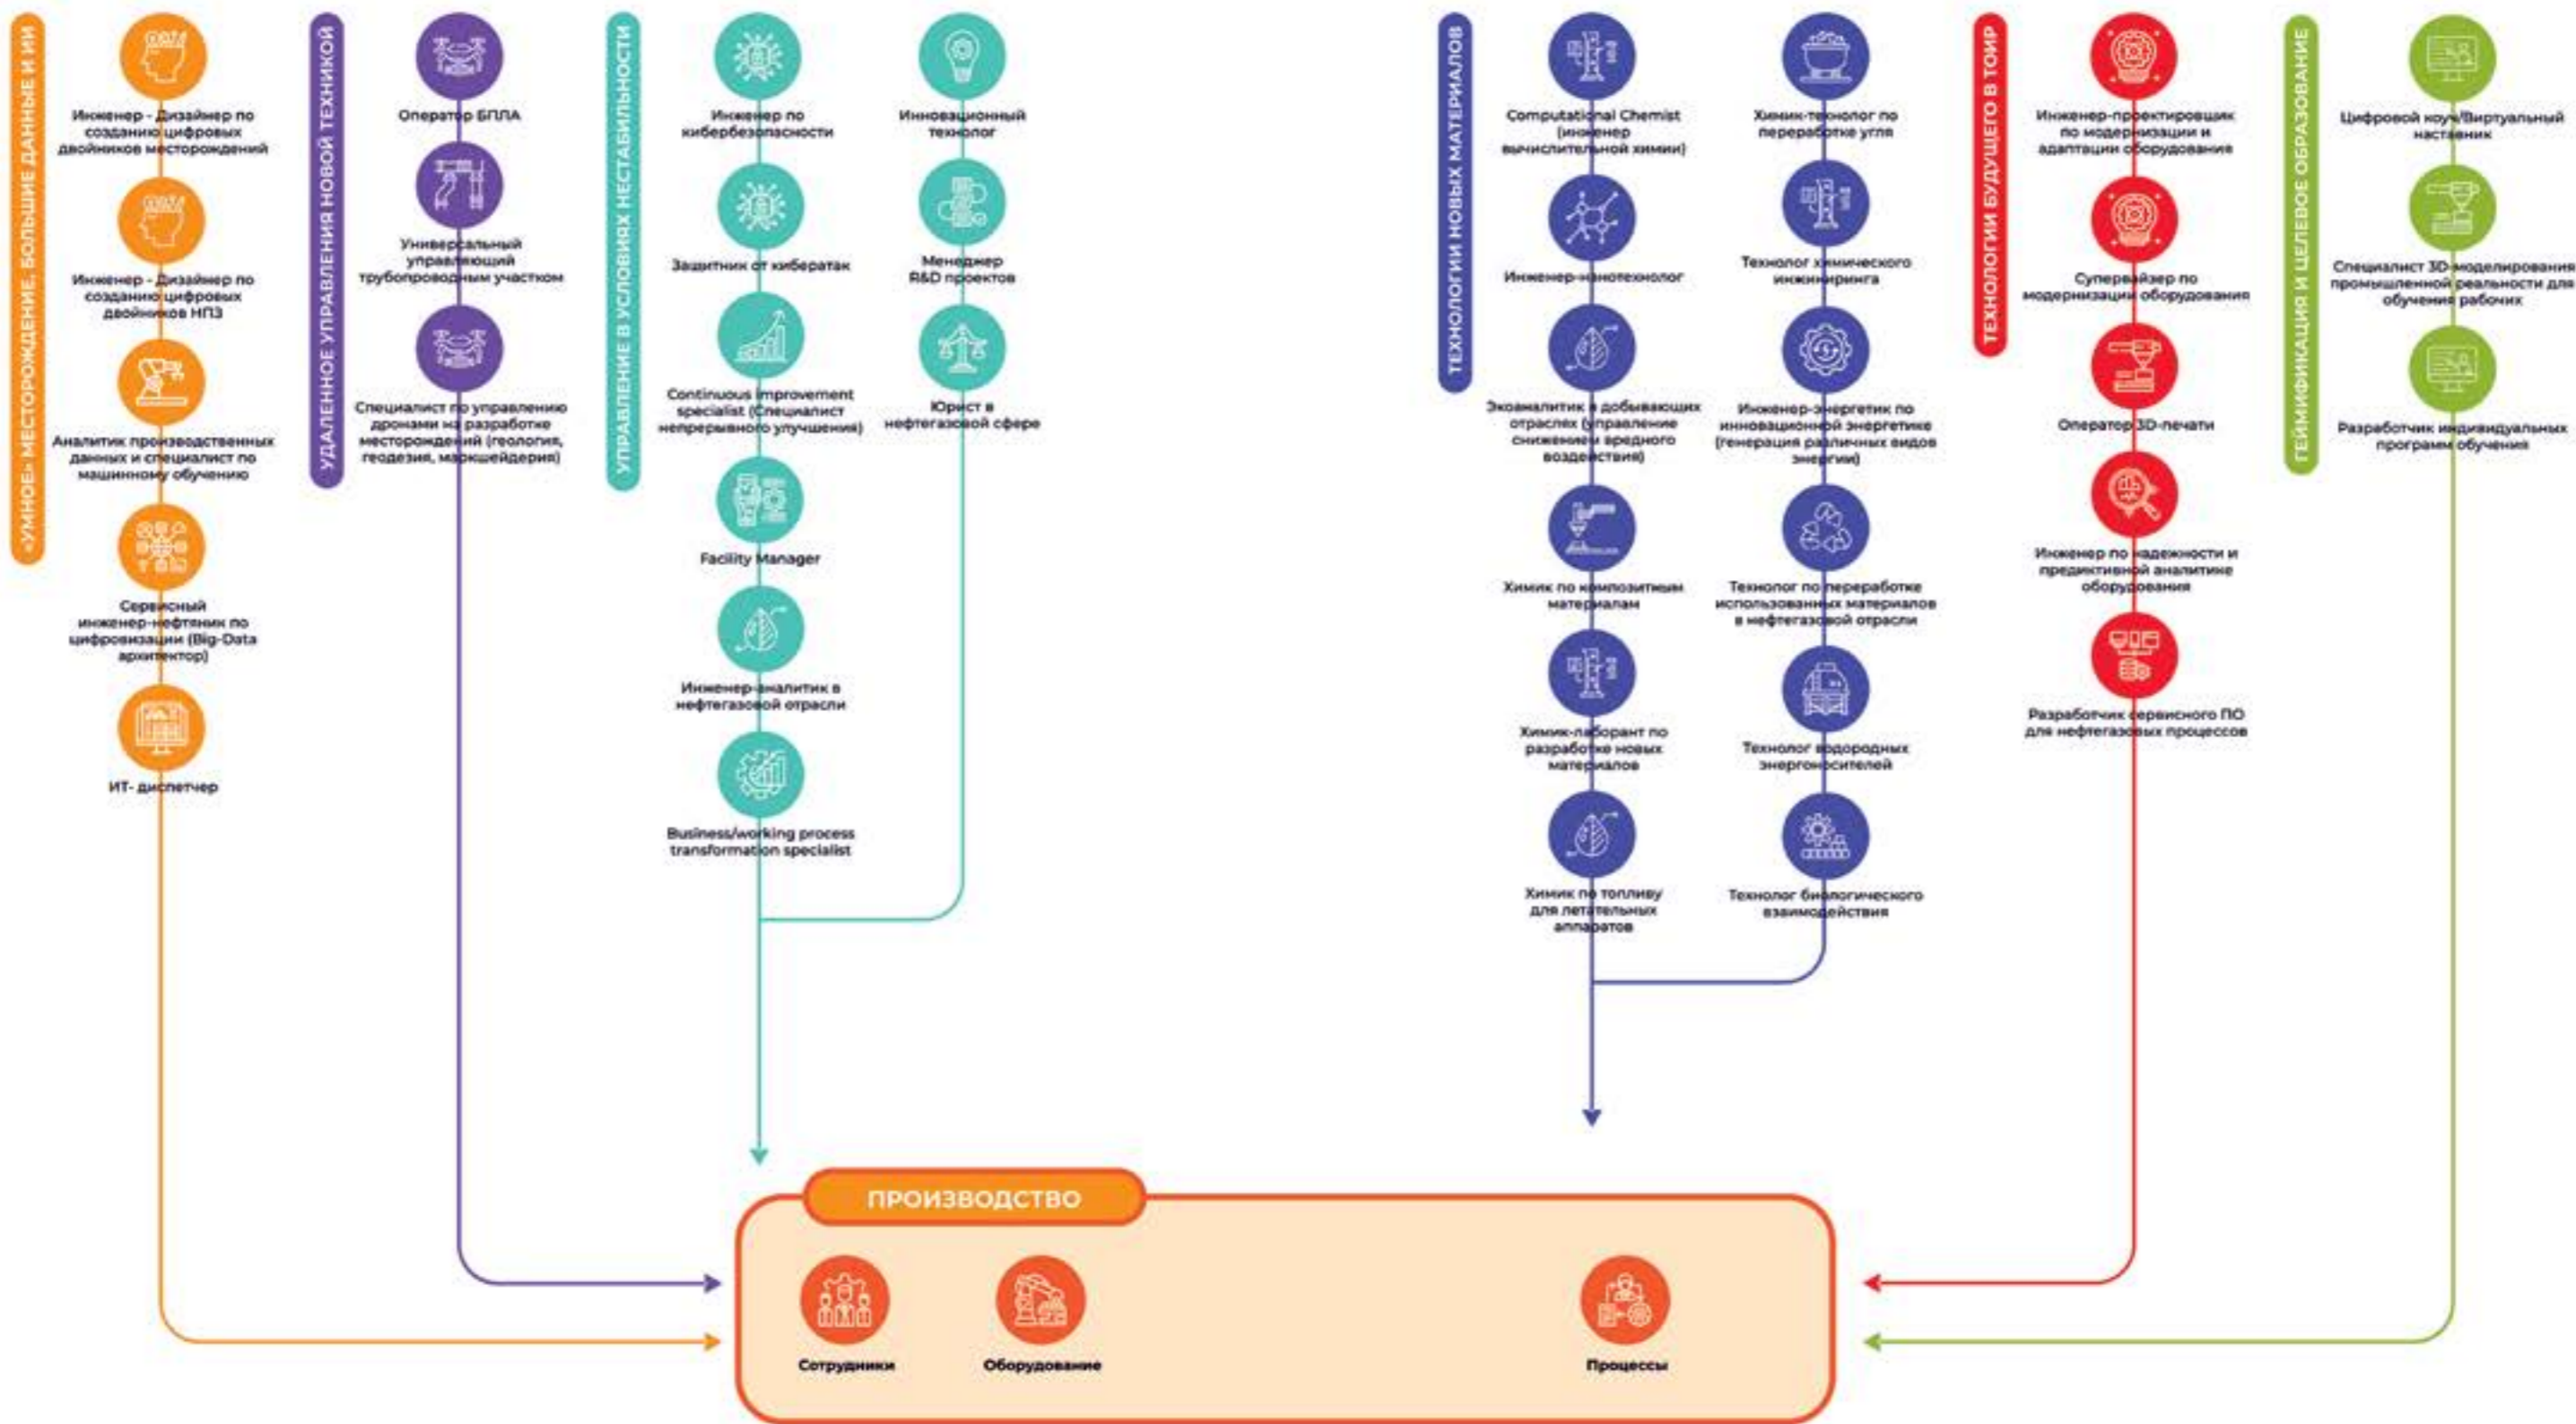 «УМНОЕ» МЕСТОРОЖДЕНИЕ, БОЛЬШИЕ ДАННЫЕ И ИИ
Инженер - Дизайнер по
созданию цифровых
двойников месторождений
Инженер - Дизайнер по
созданию цифровых
двойников НПЗ
Аналитик производственных
данных и специалист по
машинному обучению
Сервисный
инженер-нефтяник по
цифровизации (Big-Data
архитектор)
ИТ- диспетчер
УДАЛЕННОЕ УПРАВЛЕНИЯ НОВОЙ ТЕХНИКОЙ
Оператор БПЛА
Универсальный
управляющий
трубопроводным участком
Специалист по управлению
дронами на разработке
месторождений (геология,
геодезия, маркшейдерия)
УПРАВЛЕНИЕ В УСЛОВИЯХ НЕСТАБИЛЬНОСТИ
Инженер по
кибербезопасности
Защитник от кибератак
Continuous improvement
specialist (Специалист
непрерывного улучшения)
Facility Manager
Инженер-аналитик в
нефтегазовой отрасли
Business/working process
transformation specialist
Инновационный
технолог
Менеджер
R&D проектов
Юрист в
нефтегазовой сфере
ТЕХНОЛОГИИ НОВЫХ МАТЕРИАЛОВ
Computational Chemist
(инженер
вычислительной химии)
Инженер-нанотехнолог
Экоаналитик в добывающих
отраслях (управление
снижением вредного
воздействия)
Химик по композитным
материалам
Химик-лаборант по
разработке новых
материалов
Химик по топливу
для летательных
аппаратов
Химик-технолог по
переработке угля
Технолог химического
инжиниринга
Инженер-энергетик по
инновационной энергетике
(генерация различных видов
энергии)
Технолог по переработке
использованных материалов
в нефтегазовой отрасли
Технолог водородных
энергоносителей
Технолог биологического
взаимодействия
ТЕХНОЛОГИИ БУДУЩЕГО В ТОИР
Инженер-проектировщик
по модернизации и
адаптации оборудования
Супервайзер по
модернизации оборудования
Оператор 3D-печати
Инженер по надежности и
предиктивной аналитике
оборудования
Разработчик сервисного ПО
для нефтегазовых процессов
ГЕЙМИФИКАЦИЯ И ЦЕЛЕВОЕ ОБРАЗОВАНИЕ
Цифровой коуч/Виртуальный
наставник
Специалист 3D-моделирования
промышленной реальности для
обучения рабочих
Разработчик индивидуальных
программ обучения
ПРОИЗВОДСТВО
Сотрудники
Оборудование
Процессы